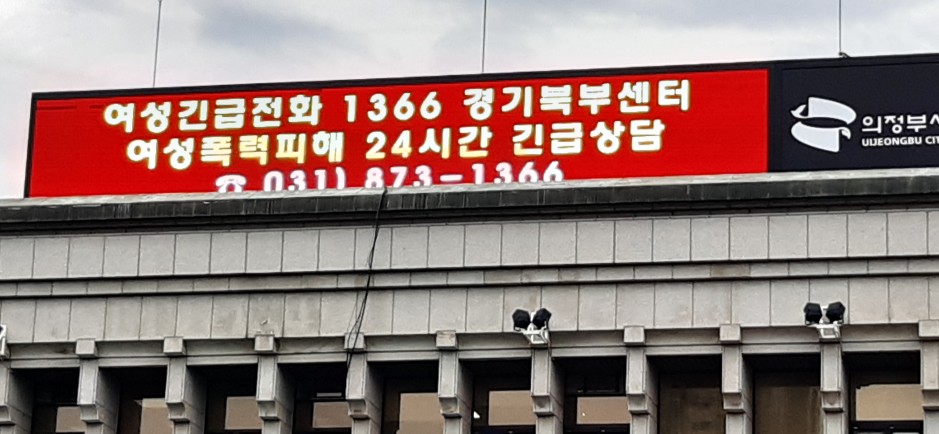 여성긴급전화 1366 경기북부센터
여성폭력피해 24시간 긴급상담
☎ 031) 873-1366
의정부시
UIJEONGBU CIT